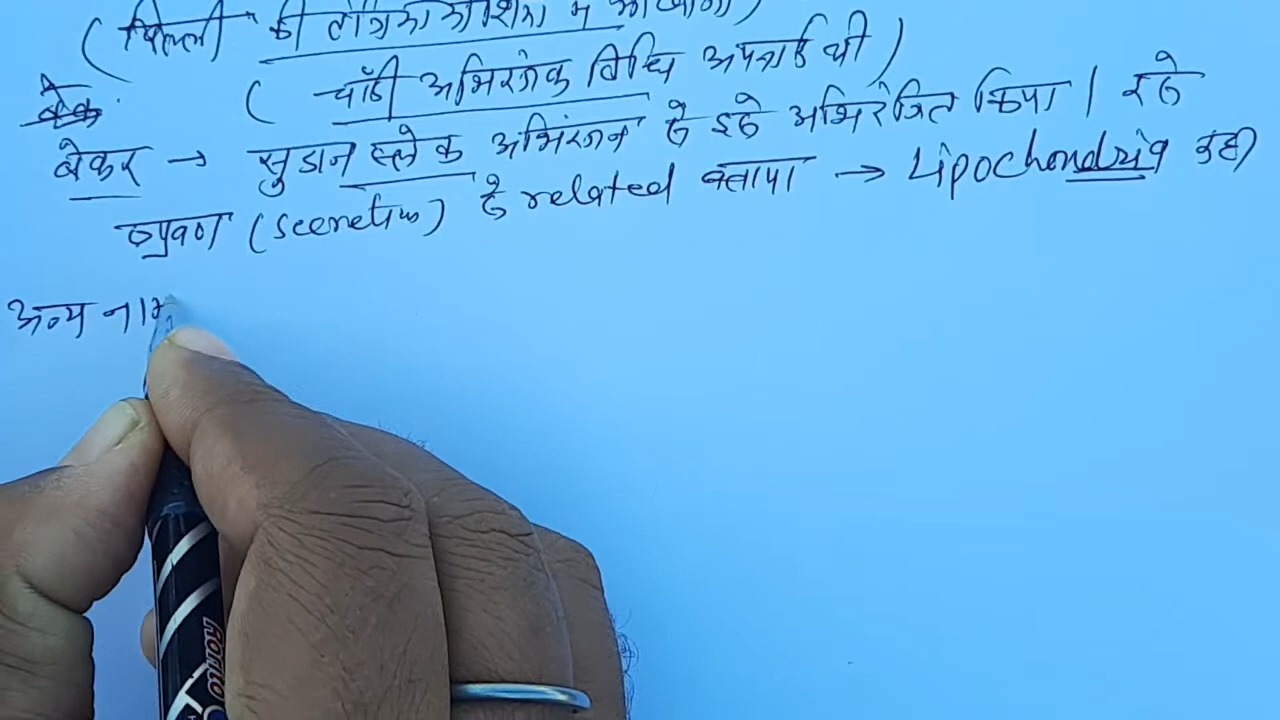 ( बिल्ली की तंत्रिका कोशिका में
( चाँदी अभिरंजक विधि अपनाई थी )
बेक
बेकर → सुडान ब्लेक अभिरंजन से इसे अभिरंजित किया । इसे
स्रवण (secretion) से related बताया → Lipochondria कहा
अन्य नाम